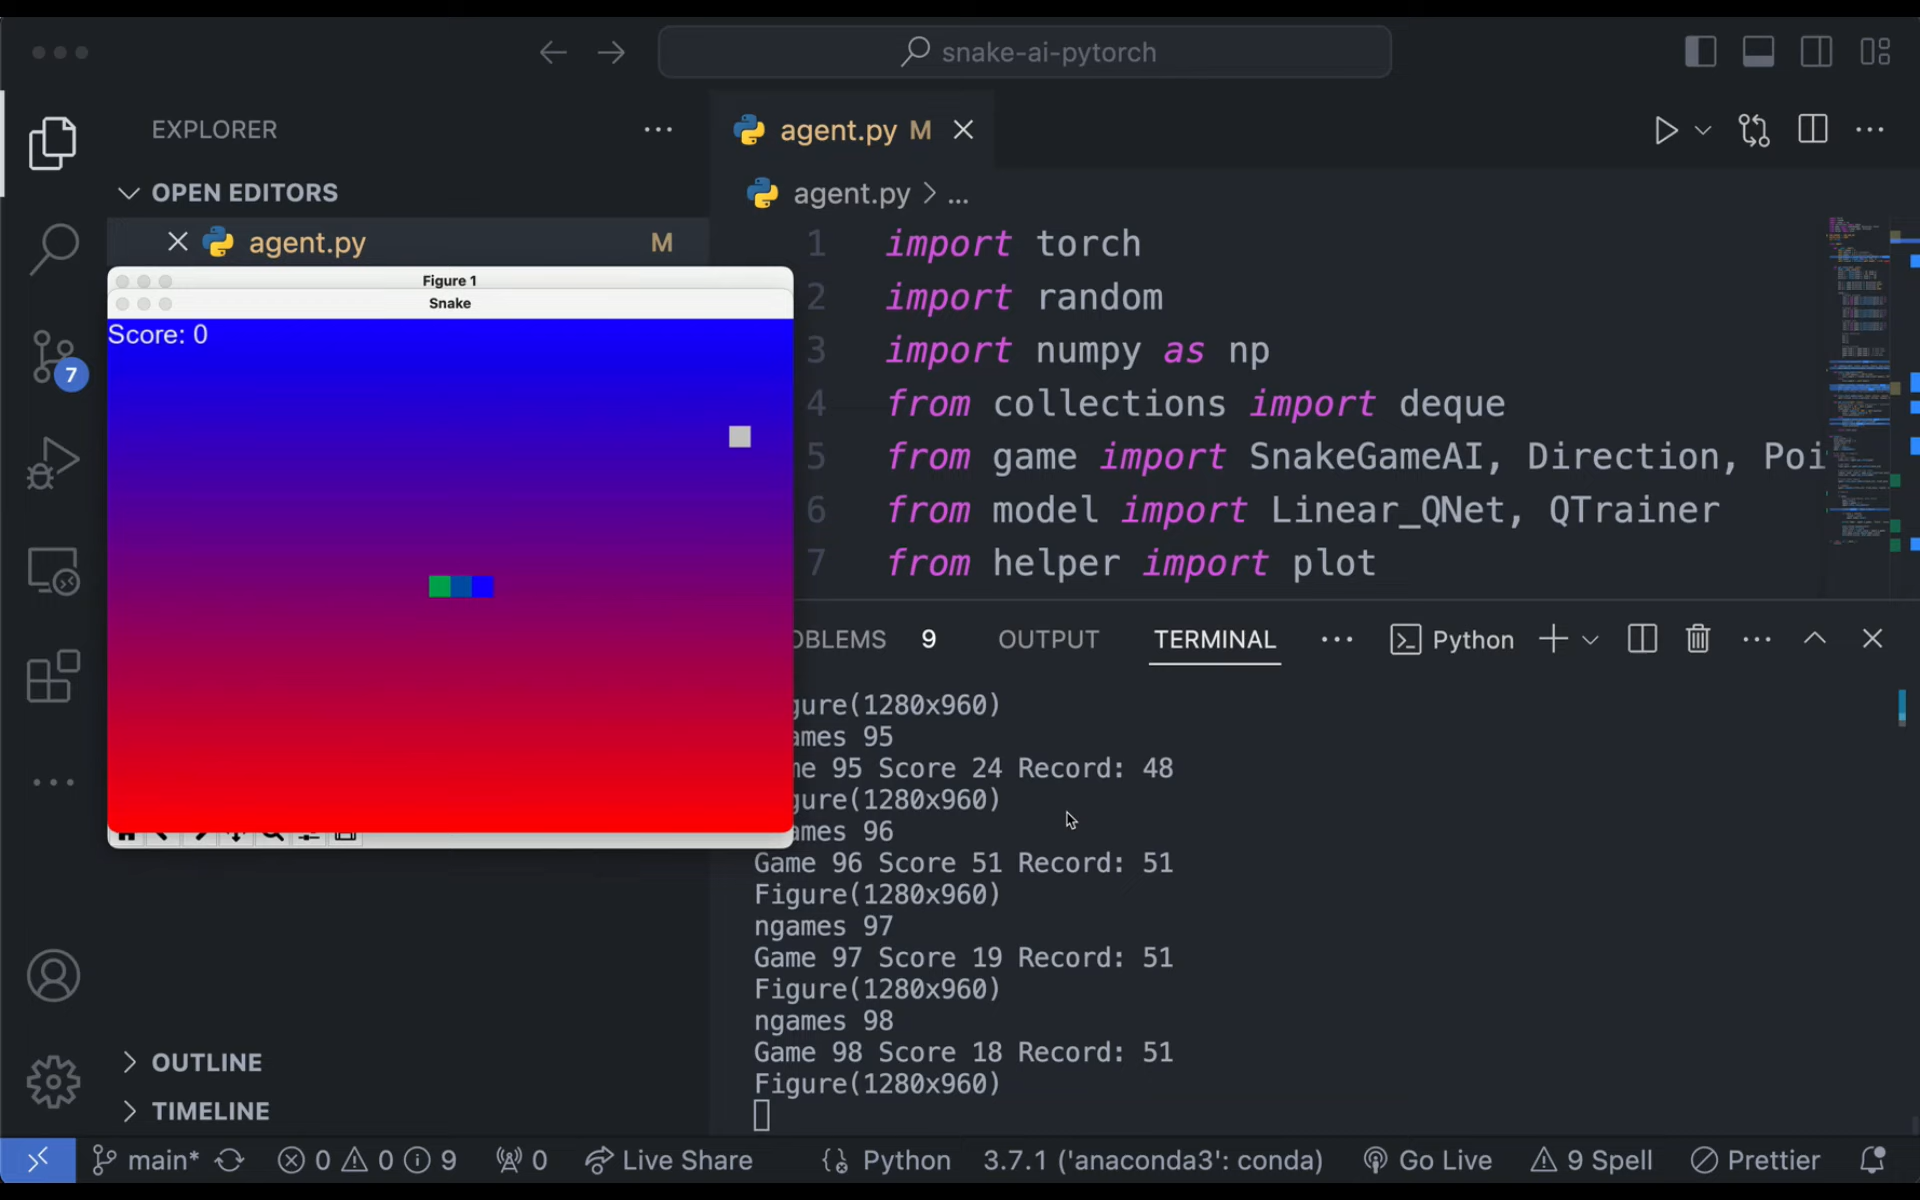 snake-ai-pytorch
EXPLORER
OPEN EDITORS
agent.py M
7
Figure 1
Snake
Score: 0
OUTLINE
TIMELINE
agent.py M
agent.py > ...
1 import torch
2 import random
3 import numpy as np
4 from collections import deque
5 from game import SnakeGameAI, Direction, Poi
6 from model import Linear_QNet, QTrainer
7 from helper import plot
OBLEMS 9 OUTPUT TERMINAL Python
gure(1280x960)
ames 95
me 95 Score 24 Record: 48
gure(1280x960)
ames 96
Game 96 Score 51 Record: 51
Figure(1280x960)
ngames 97
Game 97 Score 19 Record: 51
Figure(1280x960)
ngames 98
Game 98 Score 18 Record: 51
Figure(1280x960)
main* 0 0 9 0 Live Share Python 3.7.1 ('anaconda3': conda) Go Live 9 Spell Prettier